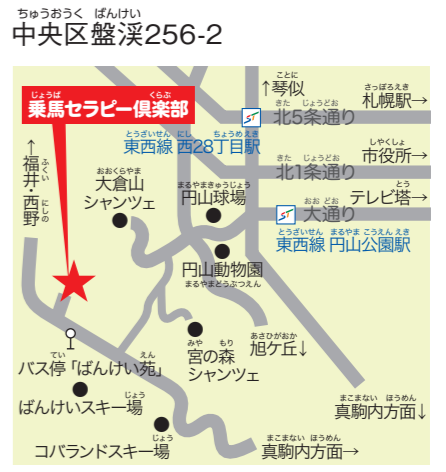 ちゅうおうく ばんけい
中央区盤渓256-2
じょうば くらぶ
乗馬セラピー倶楽部
ことに
↑琴似
さっぽろえき
札幌駅→
きた じょうどお
北5条通り
とうざいせん にし ちょうめえき
東西線 西28丁目駅
しやくしょ
市役所→
きた じょうどお
北1条通り
とう
テレビ塔→
おお どお
大通り
とうざいせん まるやま こうえん えき
東西線 円山公園駅
ふくい にしの
↑福井・西野
おおくらやま
大倉山
シャンツェ
まるやまきゅうじょう
円山球場
円山動物園
まるやまどうぶつえん
みや もり
宮の森
シャンツェ
あさひがおか
旭ケ丘↓
てい えん
バス停「ばんけい苑」
じょう
ばんけいスキー場
じょう
コバランドスキー場
まこまない ほうめん
真駒内方面↓
まこまない ほうめん
真駒内方面→
ST
ST